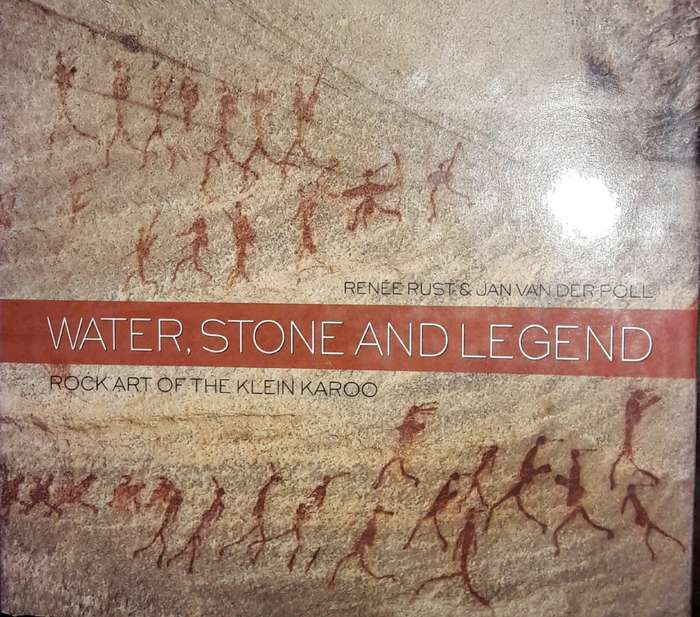 RENÉE RUST & JAN VAN DER POLL
WATER, STONE AND LEGEND
ROCK ART OF THE KLEIN KAROO